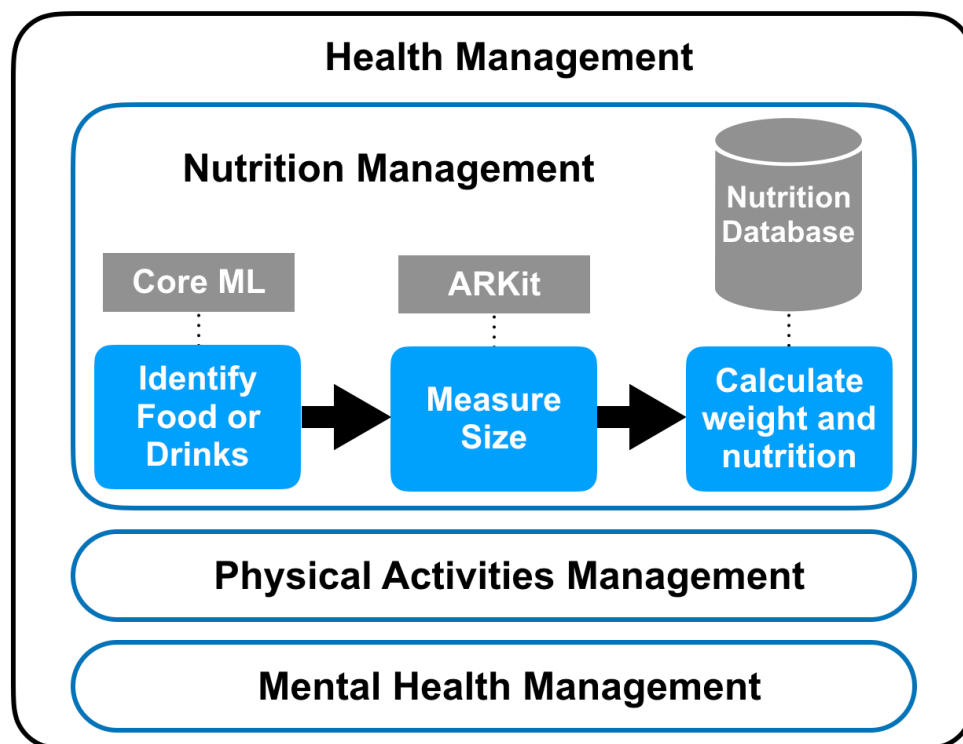 Health Management
Nutrition Management
Nutrition
Database
Core ML
ARKit
Identify
Food or
Drinks
Measure
Size
Calculate
weight and
nutrition
Physical Activities Management
Mental Health Management